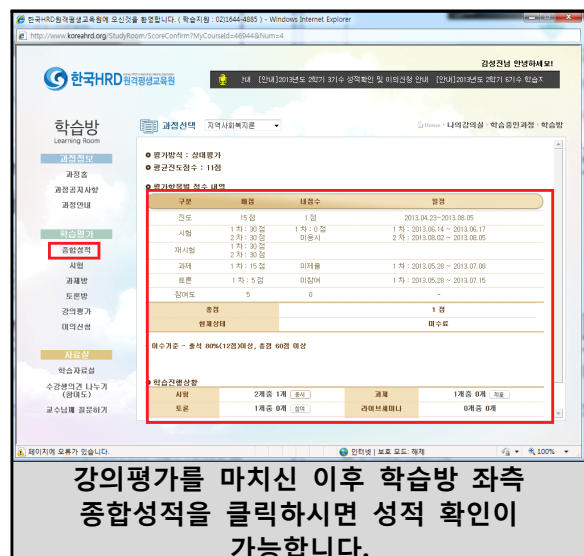 한국HRD원격평생교육원에 오신것을 환영합니다. ( 학습지원 : 02)1644-4885 ) - Windows Internet Explorer
http://www.koreahrd.org/StudyRoom/ScoreConfirm?MyCourseId=46944&Num=4
김성진님 안녕하세요!
한국HRD원격평생교육원
안내 [안내]2013년도 2학기 3기수 성적확인 및 이의신청 안내 [안내]2013년도 2학기 6기수 학습지
학습방 과정선택 지역사회복지론 Home > 나의강의실 > 학습중인과정 > 학습방
Learning Room
과정정보
과정홈
과정공지사항
과정안내
학습평가
종합성적
시험
과제방
토론방
강의평가
이의신청
자료실
학습자료실
수강생의견 나누기
(참여도)
교수님께 질문하기
평가방식 : 상대평가
평균진도점수 : 11점
평가항목별 점수 내역
구분 배점 내점수 일정
진도 15점 1점 2013.04.23~2013.08.05
시험 1차 : 30점 1차 : 0점 1차 : 2013.06.14 ~ 2013.06.17
2차 : 30점 미응시 2차 : 2013.08.02 ~ 2013.08.05
재시험 1차 : 30점
2차 : 30점
과제 1차 : 15점 미제출 1차 : 2013.05.28 ~ 2013.07.08
토론 1차 : 5점 미참여 1차 : 2013.05.28 ~ 2013.07.15
참여도 5 0 -
총점 1 점
현재상태 미수료
이수기준 - 출석 80%(12점)이상, 총점 60점 이상
학습진행상황
시험 2개중 1개 응시 과제 1개중 0개 제출
토론 1개중 0개 참여 라이브세미나 0개중 0개
페이지에 오류가 있습니다. 인터넷 | 보호 모드: 해제 100%
강의평가를 마치신 이후 학습방 좌측
종합성적을 클릭하시면 성적 확인이
가능합니다.